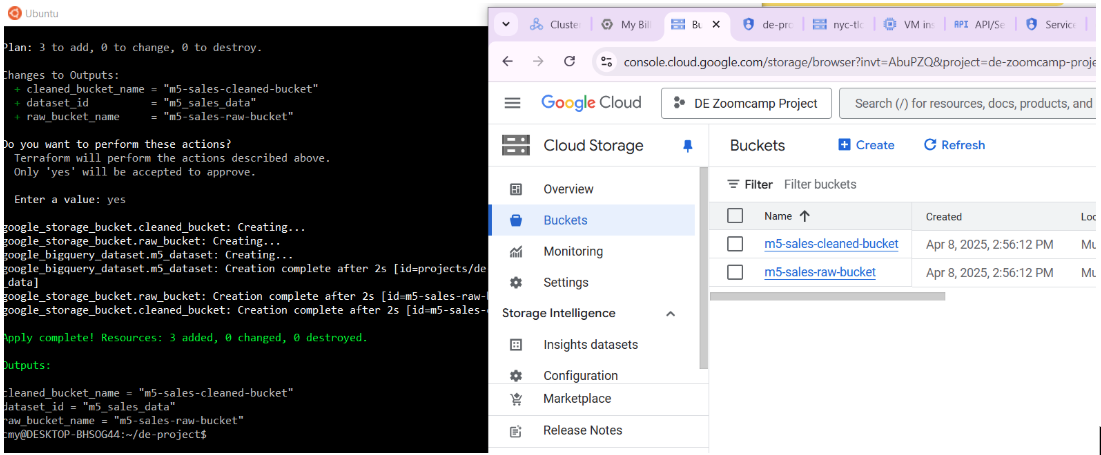 Ubuntu
Plan: 3 to add, 0 to change, 0 to destroy.
Changes to Outputs:
+ cleaned_bucket_name = "m5-sales-cleaned-bucket"
+ dataset_id = "m5_sales_data"
+ raw_bucket_name = "m5-sales-raw-bucket"
Do you want to perform these actions?
Terraform will perform the actions described above.
Only 'yes' will be accepted to approve.
Enter a value: yes
google_storage_bucket.cleaned_bucket: Creating...
google_storage_bucket.raw_bucket: Creating...
google_bigquery_dataset.m5_dataset: Creating...
google_bigquery_dataset.m5_dataset: Creation complete after 2s [id=projects/de
_data]
google_storage_bucket.raw_bucket: Creation complete after 2s [id=m5-sales-raw-
google_storage_bucket.cleaned_bucket: Creation complete after 2s [id=m5-sales-
Apply complete! Resources: 3 added, 0 changed, 0 destroyed.
Outputs:
cleaned_bucket_name = "m5-sales-cleaned-bucket"
dataset_id = "m5_sales_data"
raw_bucket_name = "m5-sales-raw-bucket"
cmy@DESKTOP-BHSOG44:~/de-project$
Cluster
My Bil
Bu
de-pro
nyc-tlc
VM in
API API/Se
Service
console.cloud.google.com/storage/browser?invt=AbuPZQ&project=de-zoomcamp-proje
Google Cloud
DE Zoomcamp Project
Search (/) for resources, docs, products, and
Cloud Storage
Overview
Buckets
Monitoring
Settings
Storage Intelligence
Insights datasets
Configuration
Marketplace
Release Notes
Buckets
Create
Refresh
Filter Filter buckets
Name Created Loc
m5-sales-cleaned-bucket Apr 8, 2025, 2:56:12 PM Mu
m5-sales-raw-bucket Apr 8, 2025, 2:56:12 PM Mu